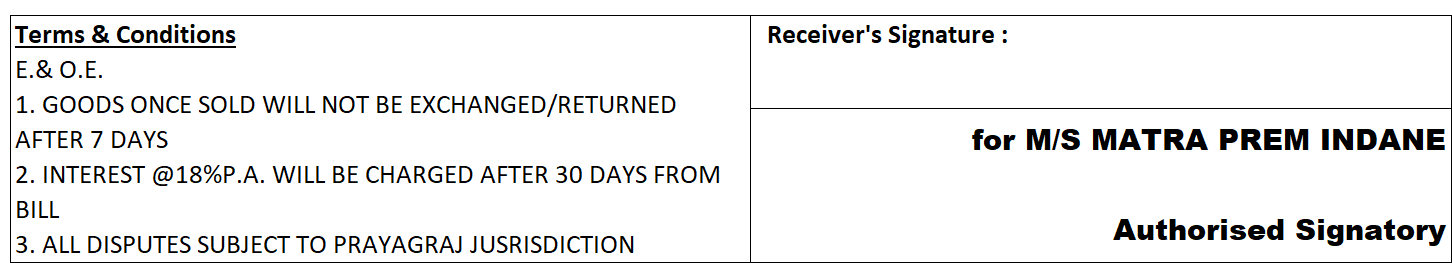 Terms & Conditions
E.& O.E.
1. GOODS ONCE SOLD WILL NOT BE EXCHANGED/RETURNED
AFTER 7 DAYS
2. INTEREST @18%P.A. WILL BE CHARGED AFTER 30 DAYS FROM
BILL
3. ALL DISPUTES SUBJECT TO PRAYAGRAJ JUSRISDICTION
Receiver's Signature :
for M/S MATRA PREM INDANE
Authorised Signatory